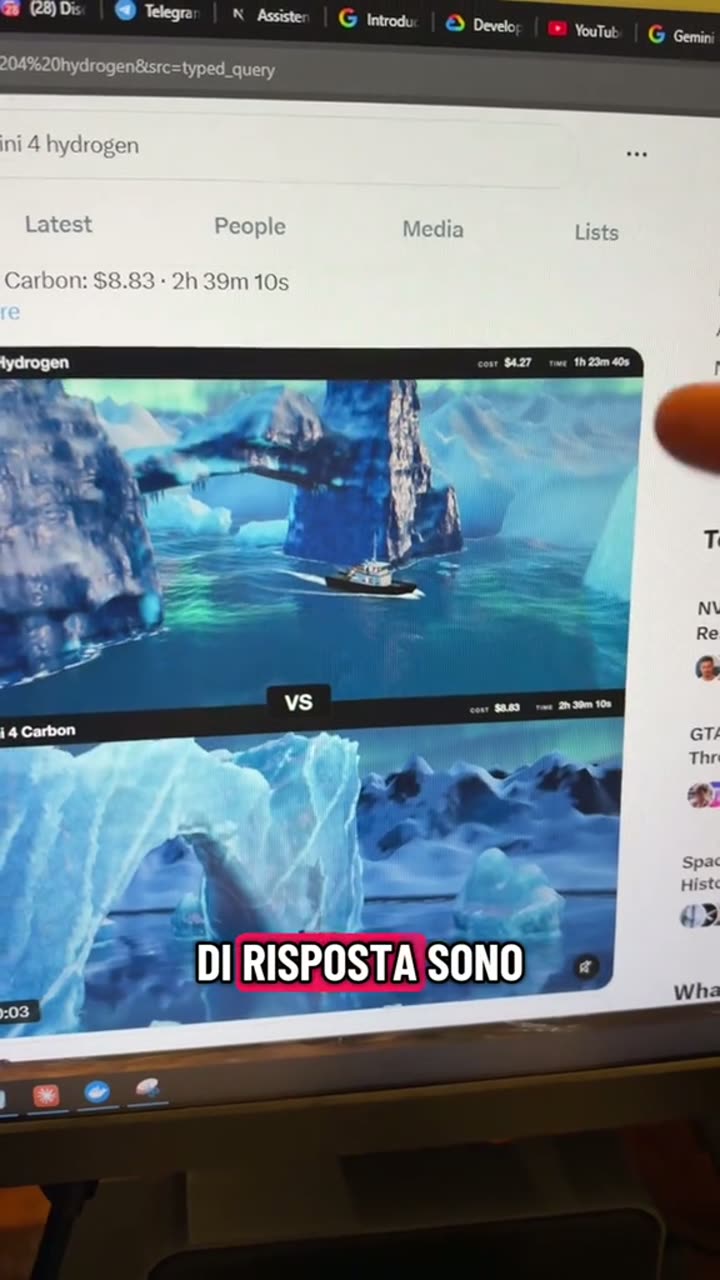 (28) Dis
Telegran
Assisten
Introduc
Develop
YouTub
Gemini
204%20hydrogen&src=typed_query
ini 4 hydrogen
Latest
People
Media
Lists
Carbon: $8.83 · 2h 39m 10s
re
Hydrogen
COST $4.27 TIME 1h 23m 40s
VS
i 4 Carbon
COST $8.83 TIME 2h 39m 10s
NV
Re
GTA
Thr
Spac
Histo
DI RISPOSTA SONO
Wha
0:03